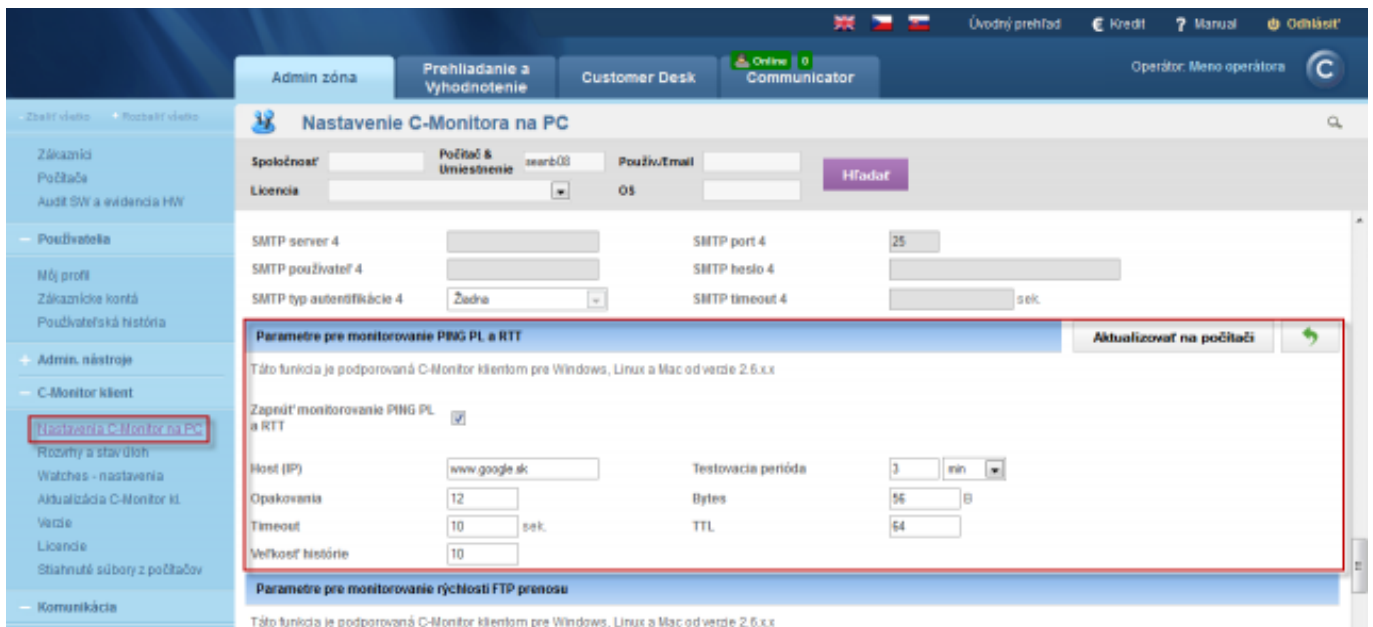 Úvodný prehľad
€ Kredit
? Manual
Odhlásiť
Admin zóna
Prehliadanie a
Vyhodnotenie
Customer Desk
Online 0
Communicator
Operátor: Meno operátora
Zbaliť všetko
Rozbaliť všetko
Zákazníci
Počítače
Audit SW a evidencia HW
Používatelia
Môj profil
Zákaznícke kontá
Používateľská história
Admin. nástroje
C-Monitor klient
Nastavenia C-Monitor na PC
Rozvrhy a stav úloh
Watches - nastavenia
Aktualizácia C-Monitor kl.
Verzie
Licencie
Stiahnuté súbory z počítačov
Komunikácia
Nastavenie C-Monitora na PC
Spoločnosť
Počítač &
Umiestnenie
Použív./Email
Hľadať
Licencia
OS
SMTP server 4
SMTP port 4 25
SMTP používateľ 4
SMTP heslo 4
SMTP typ autentifikácie 4 Žiadna
SMTP timeout 4 sek.
Parametre pre monitorovanie PING PL a RTT
Aktualizovať na počítači
Táto funkcia je podporovaná C-Monitor klientom pre Windows, Linux a Mac od verzie 2.6.x.x
Zapnúť monitorovanie PING PL
a RTT
Host (IP) www.google.sk
Testovacia perióda 3 min
Opakovania 12
Bytes 56 B
Timeout 10 sek.
TTL 64
Veľkosť histórie 10
Parametre pre monitorovanie rýchlosti FTP prenosu
Táto funkcia je podporovaná C-Monitor klientom pre Windows, Linux a Mac od verzie 2.6.x.x